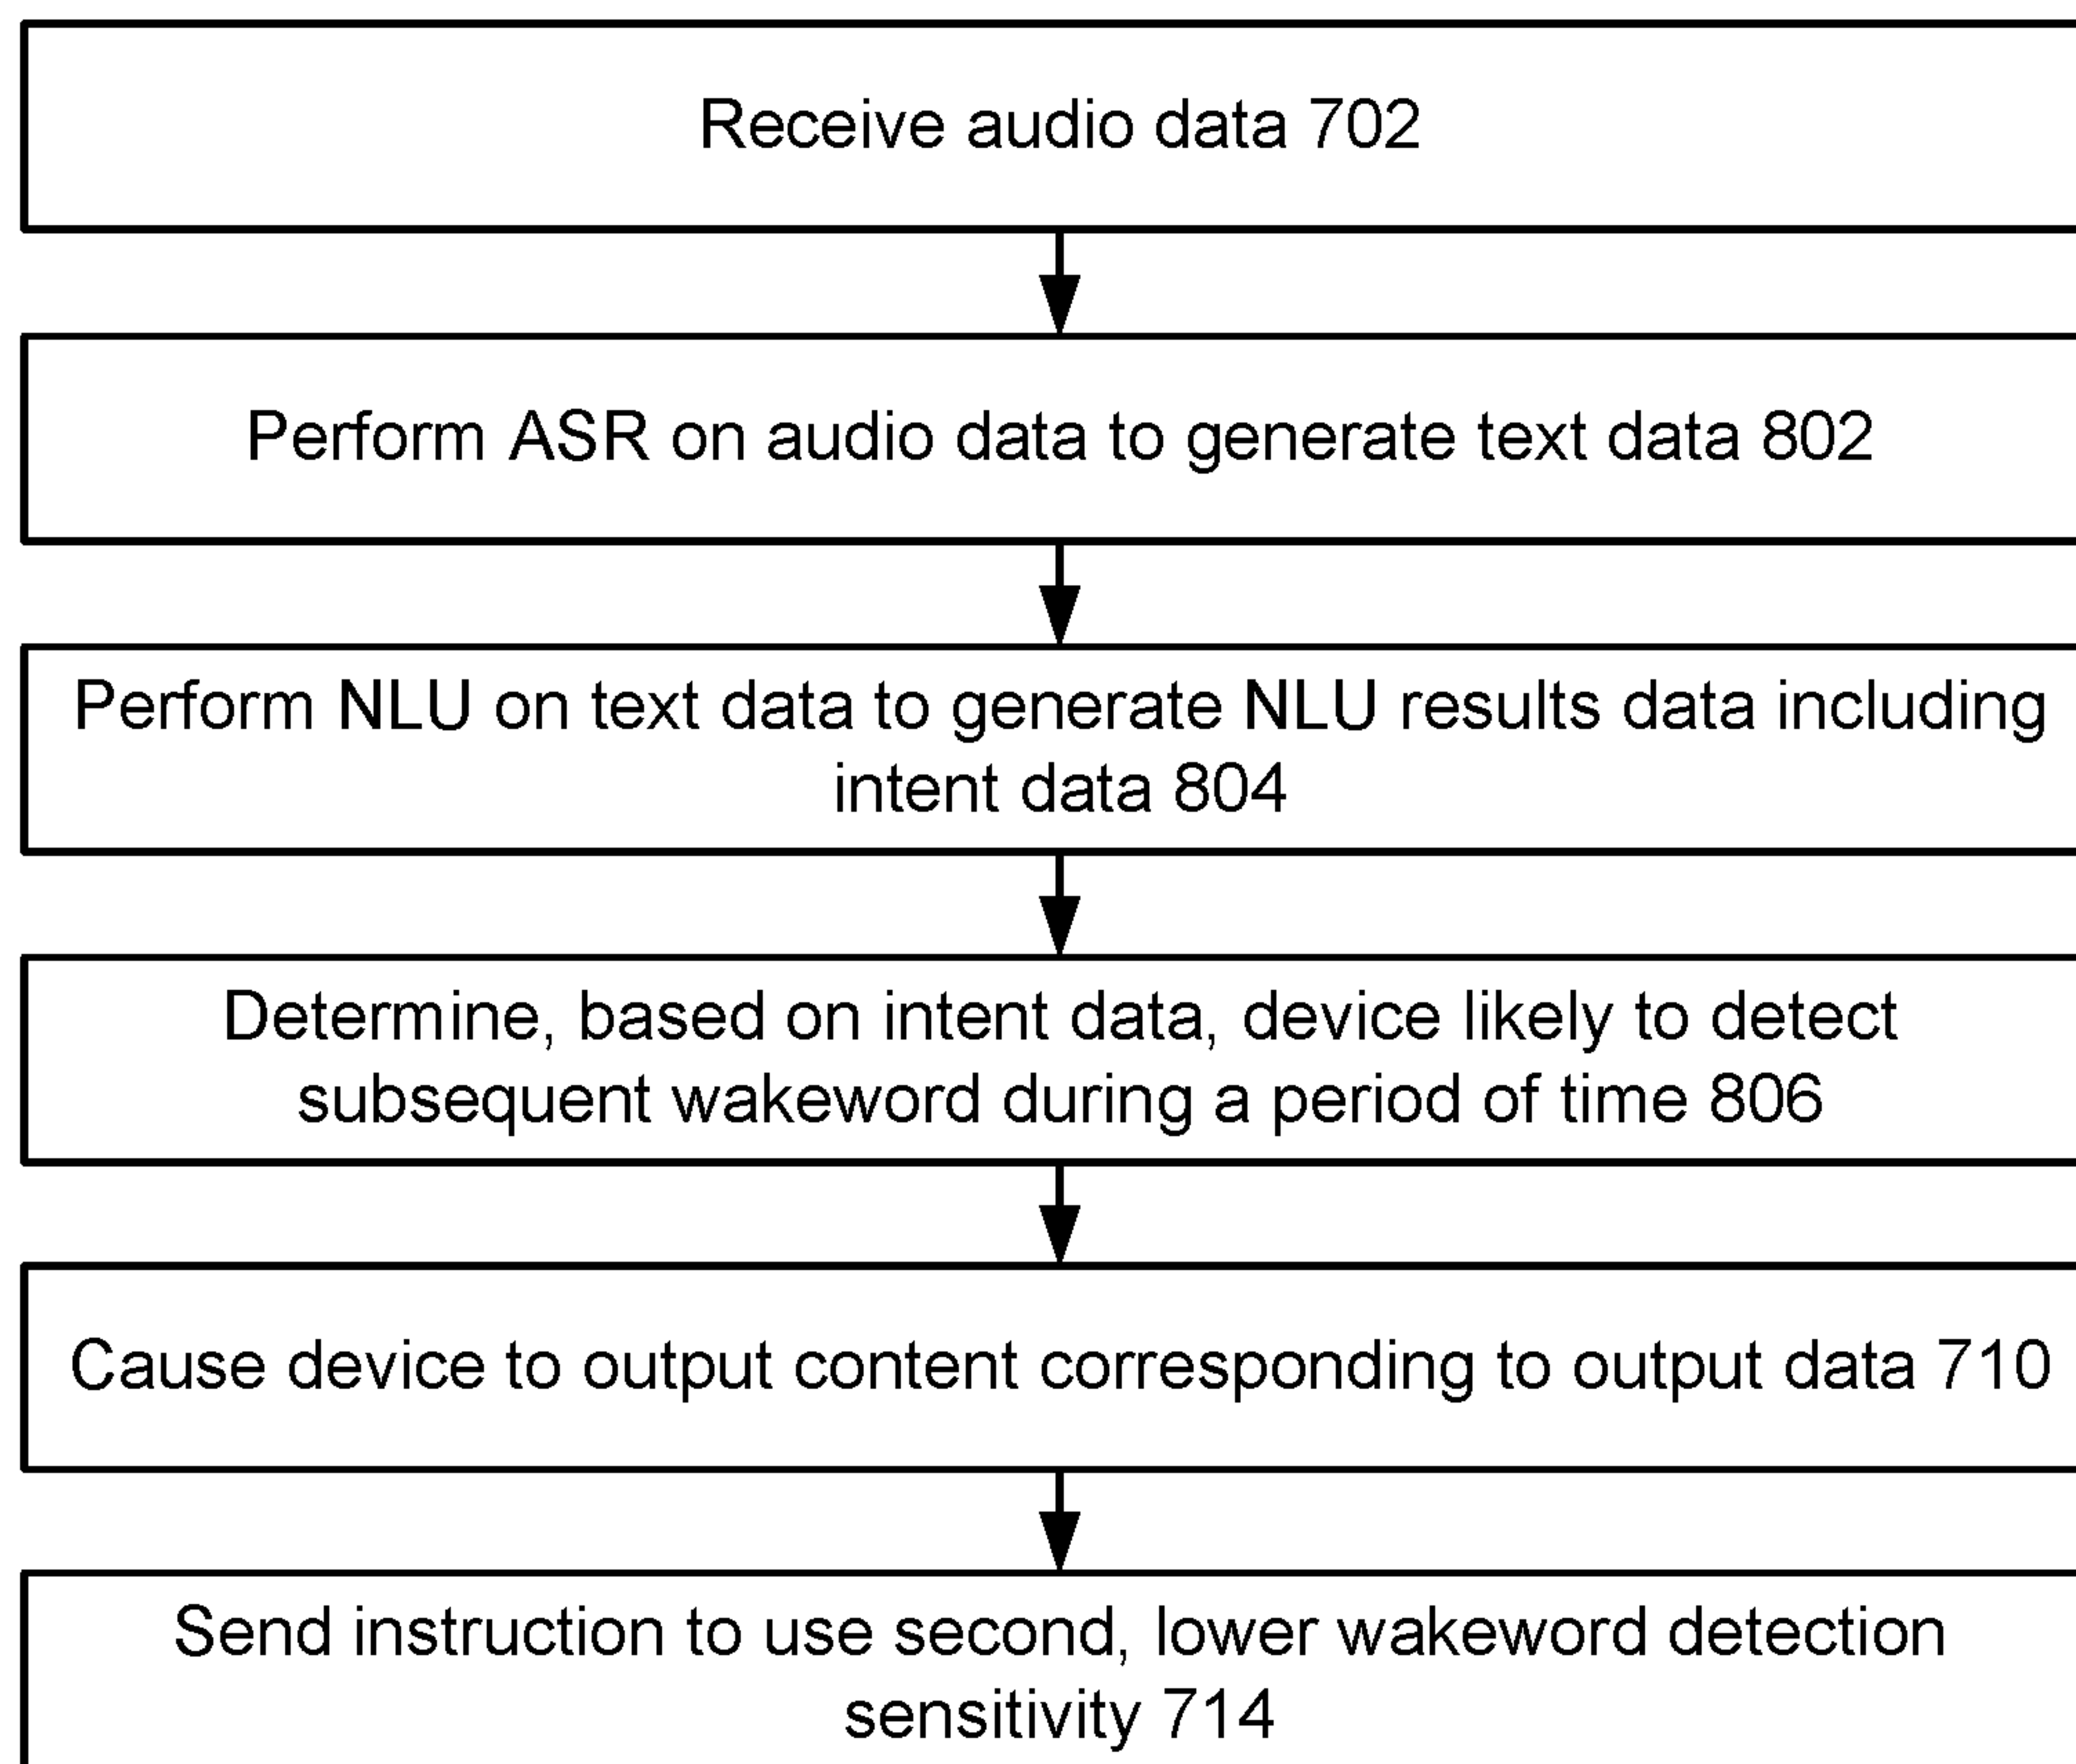 Receive audio data 702
Perform ASR on audio data to generate text data 802
Perform NLU on text data to generate NLU results data including
intent data 804
Determine, based on intent data, device likely to detect
subsequent wakeword during a period of time 806
Cause device to output content corresponding to output data 710
Send instruction to use second, lower wakeword detection
sensitivity 714